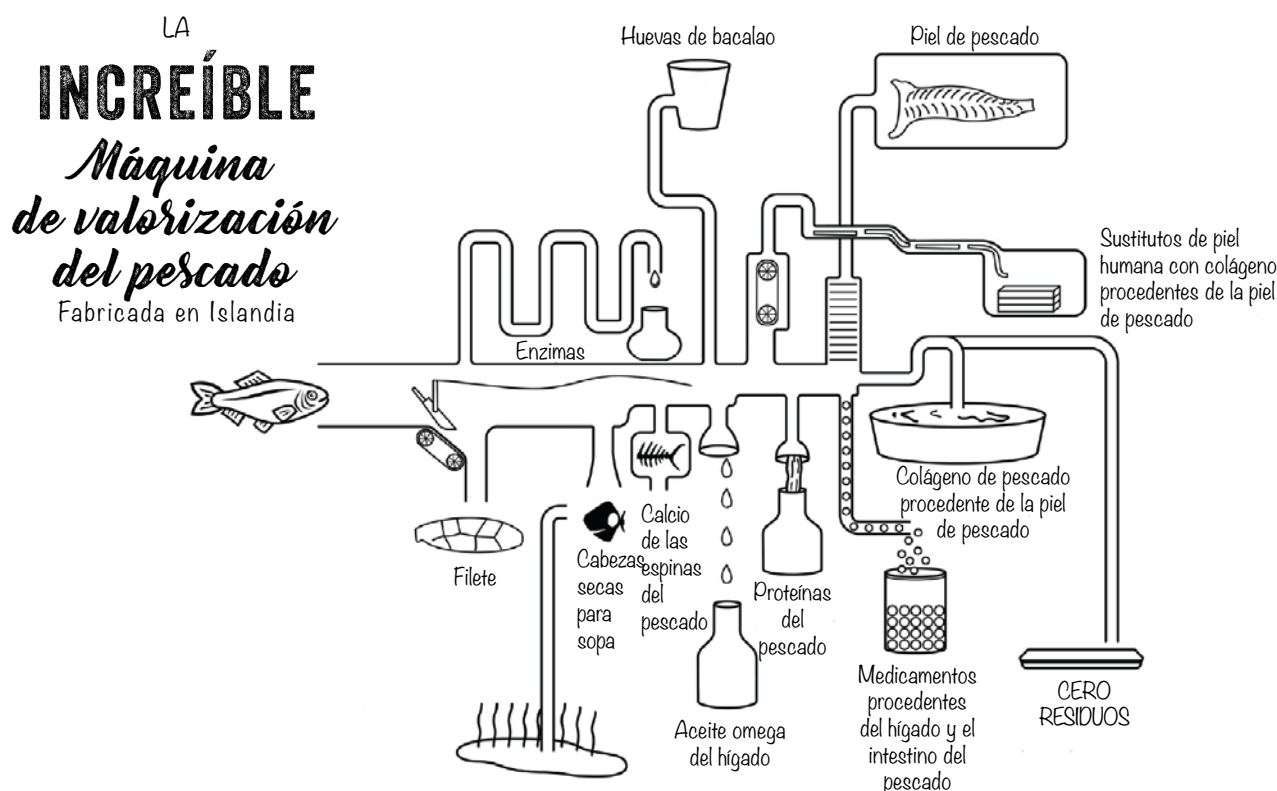 LA
INCREÍBLE
Máquina
de valorización
del pescado
Fabricada en Islandia
Huevas de bacalao
Piel de pescado
Sustitutos de piel
humana con colágeno
procedentes de la piel
de pescado
Enzimas
Colágeno de pescado
procedente de la piel
de pescado
Filete
Cabezas
secas
para
sopa
Calcio
de las
espinas
del
pescado
Proteínas
del
pescado
Aceite omega
del hígado
Medicamentos
procedentes
del hígado y el
intestino del
pescado
CERO
RESIDUOS